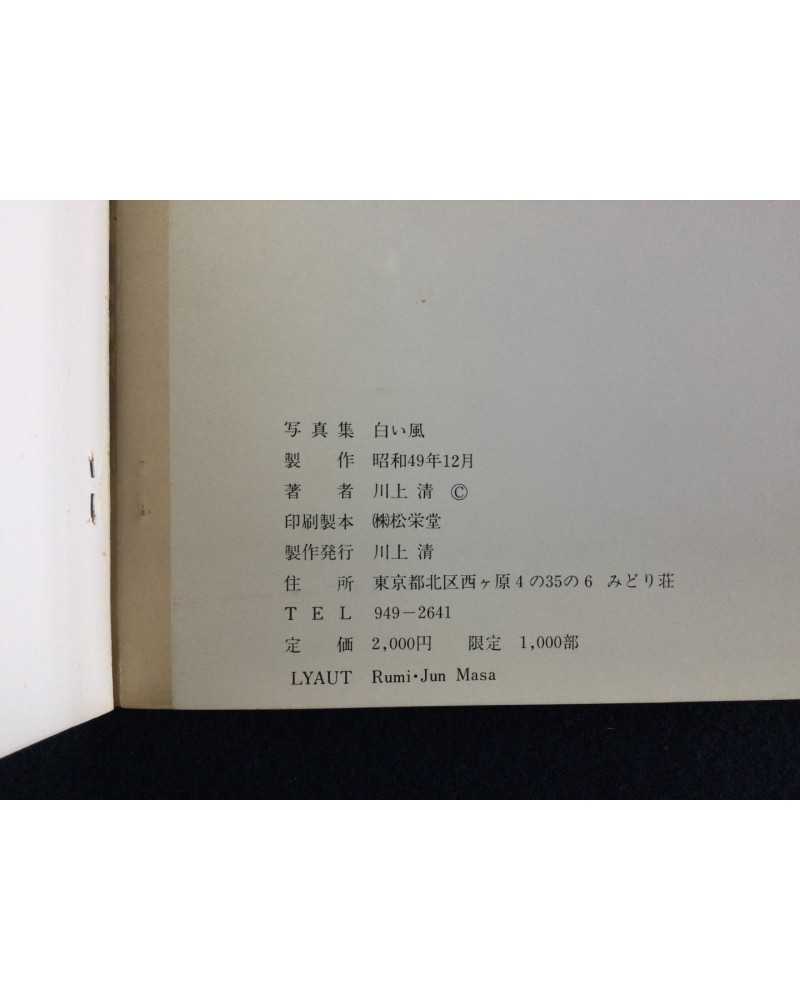 写真集 白い風
製作 昭和49年12月
著者 川上 清 ©
印刷製本 ㈱松栄堂
製作発行 川上 清
住所 東京都北区西ヶ原4の35の6 みどり荘
TEL 949-2641
定価 2,000円 限定 1,000部
LYAUT Rumi・Jun Masa